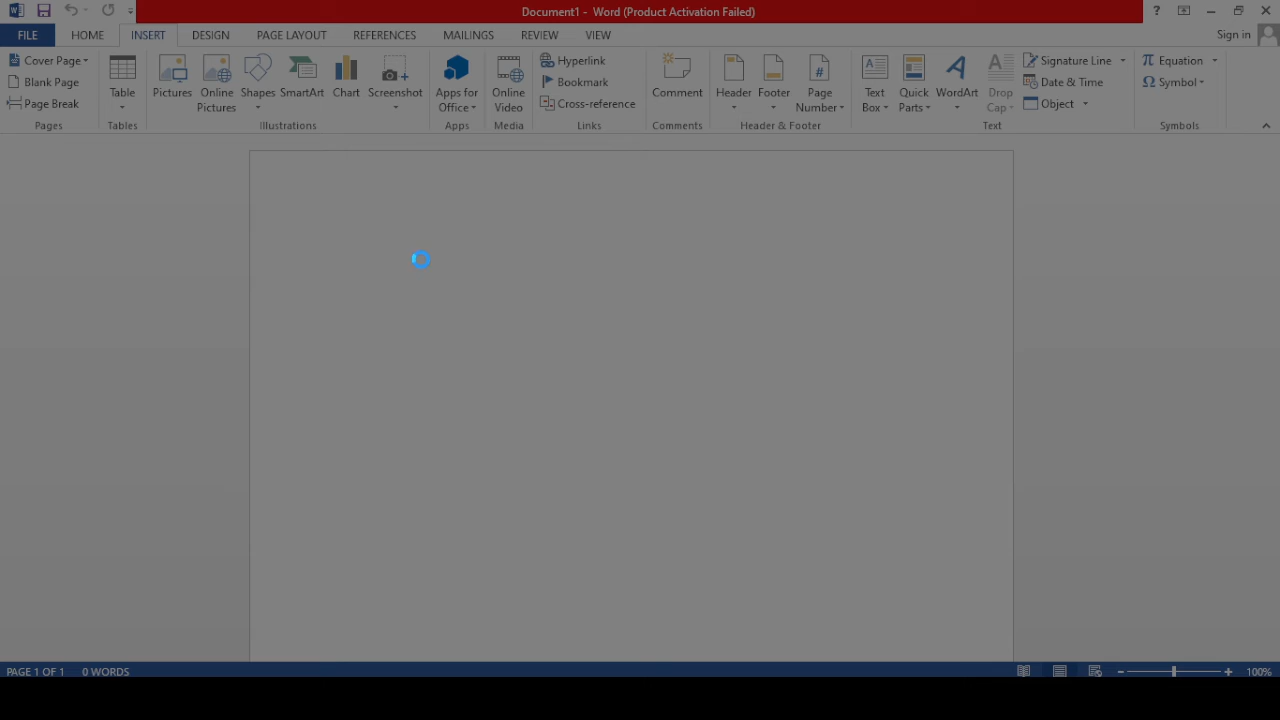 Document1 - Word (Product Activation Failed)
FILE HOME INSERT DESIGN PAGE LAYOUT REFERENCES MAILINGS REVIEW VIEW Sign in
Cover Page
Blank Page
Page Break
Pages
Table
Tables
Pictures
Online
Pictures
Shapes
SmartArt
Chart
Screenshot
Illustrations
Apps for
Office
Apps
Online
Video
Media
Hyperlink
Bookmark
Cross-reference
Links
Comment
Comments
Header
Footer
Page
Number
Header & Footer
Text
Box
Quick
Parts
WordArt
Drop
Cap
Signature Line
Date & Time
Object
Text
Equation
Symbol
Symbols
PAGE 1 OF 1 0 WORDS 100%